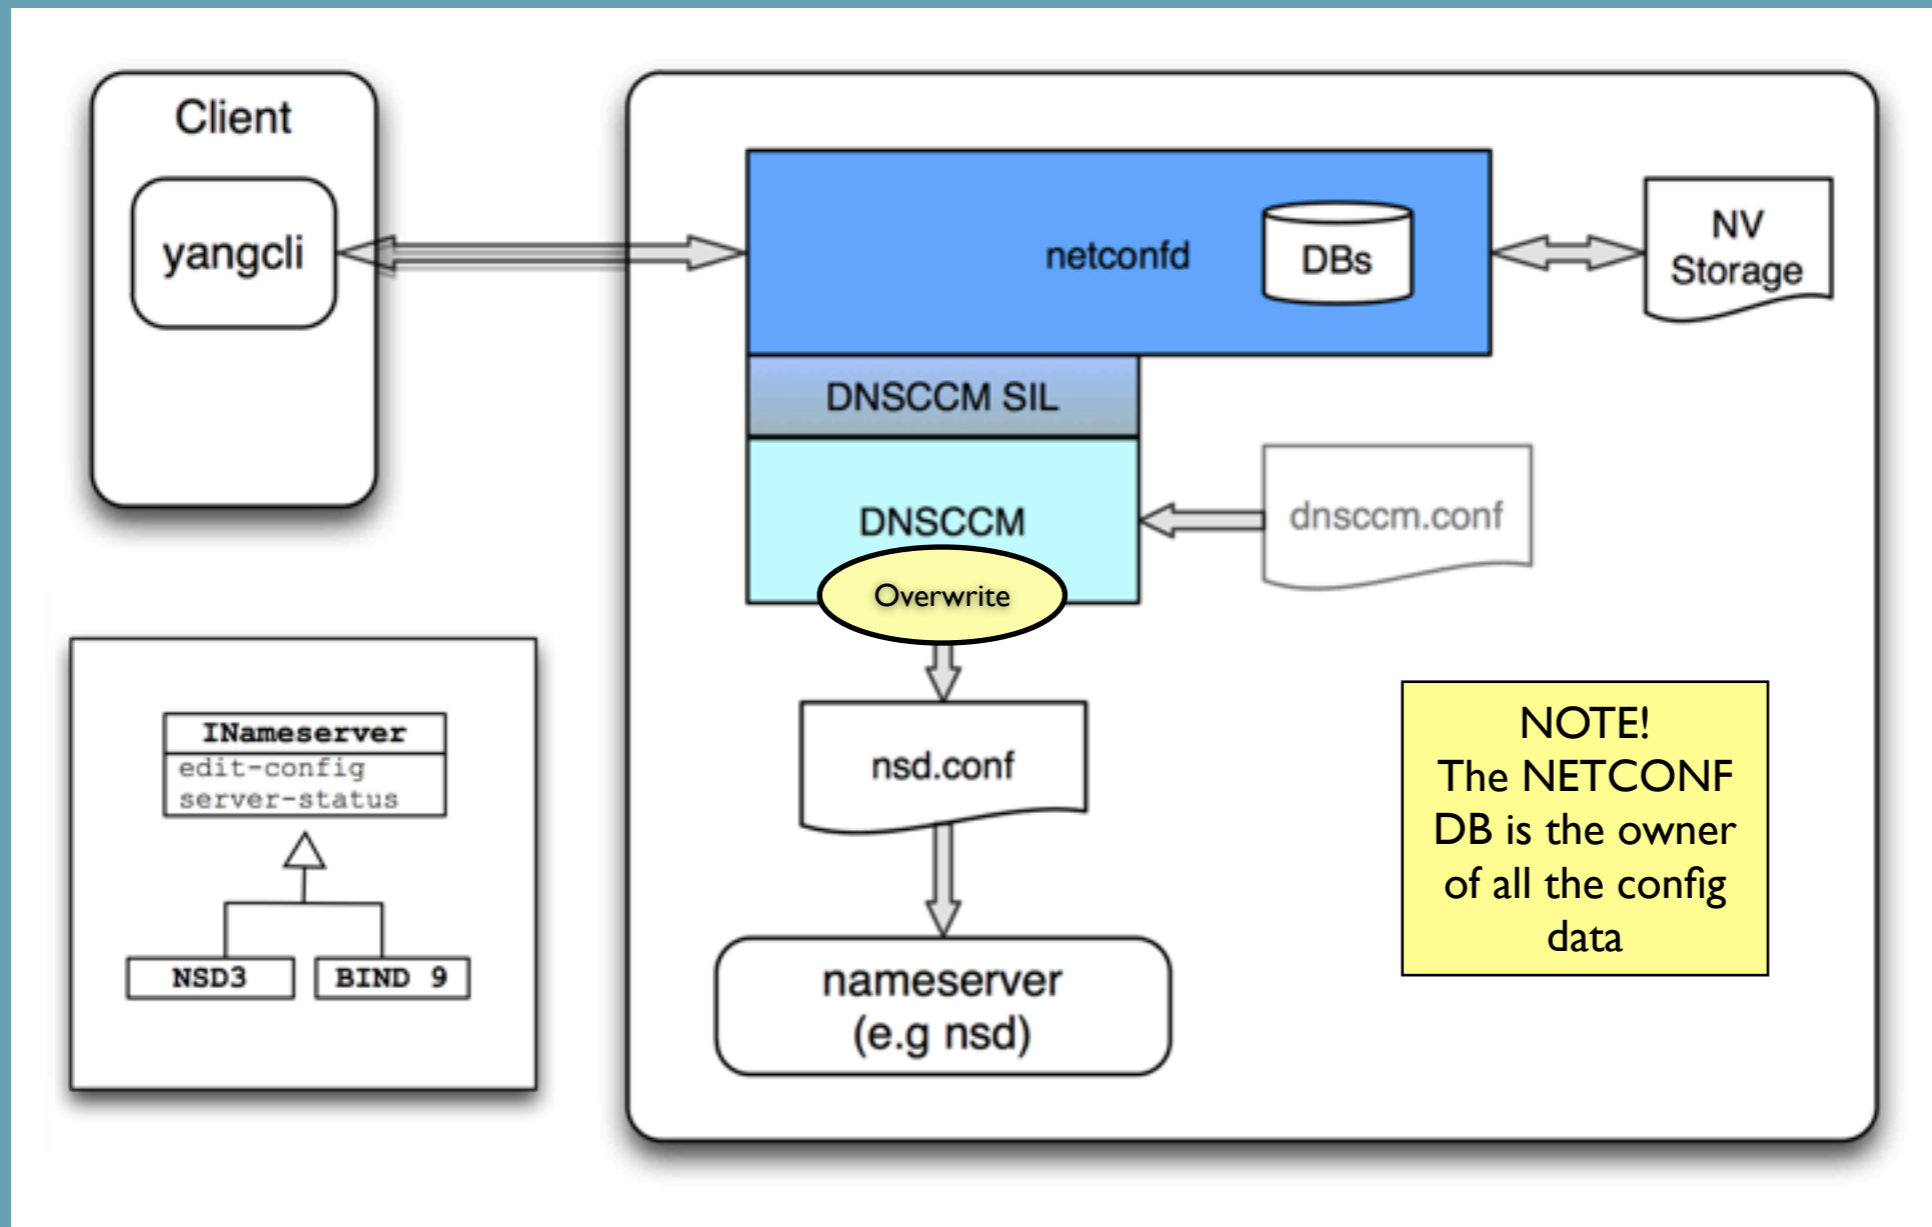 Client
yangcli
netconfd
DBs
NV
Storage
DNSCCM SIL
DNSCCM
dnsccm.conf
Overwrite
nsd.conf
nameserver
(e.g nsd)
INameserver
edit-config
server-status
NSD3
BIND 9
NOTE!
The NETCONF
DB is the owner
of all the config
data